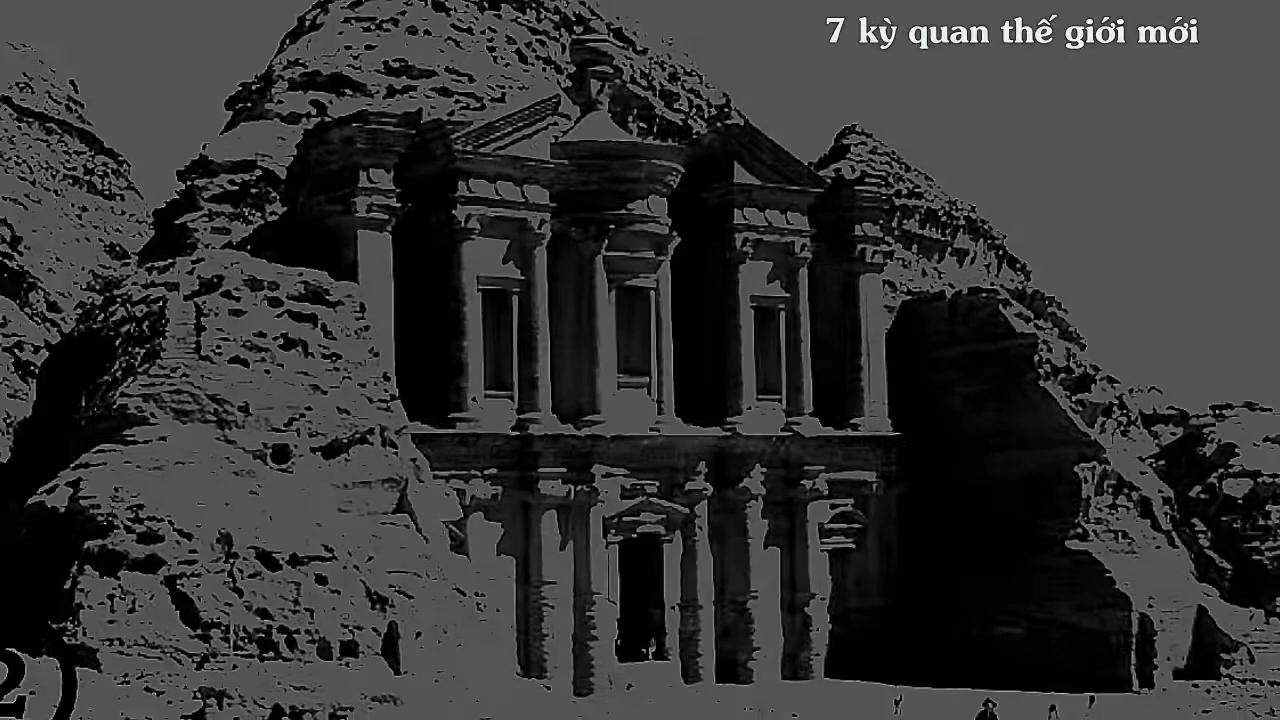 7 kỳ quan thế giới mới
2)